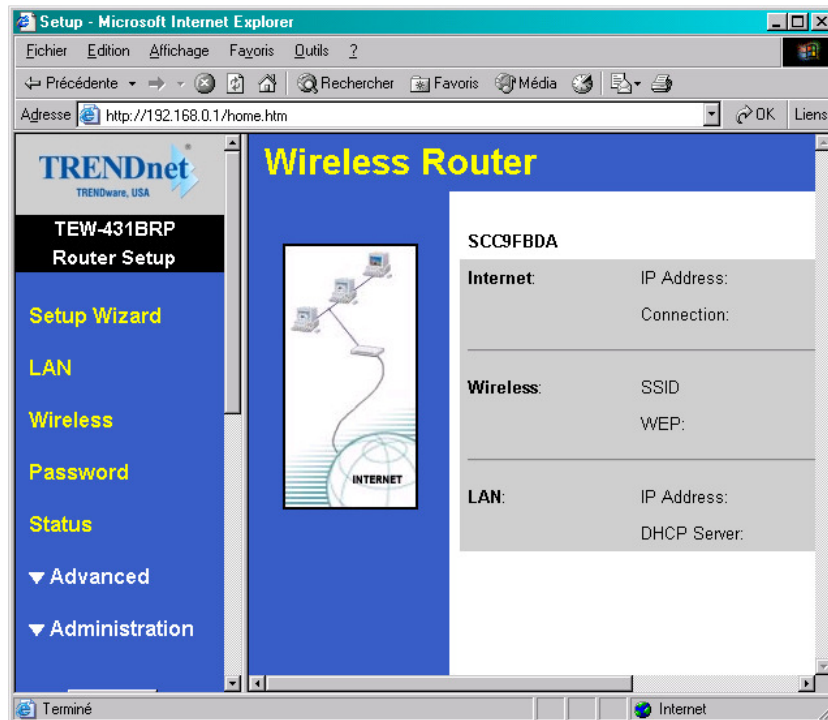 Setup - Microsoft Internet Explorer
Fichier Edition Affichage Favoris Outils ?
Précédente Rechercher Favoris Média
Adresse http://192.168.0.1/home.htm OK Liens
TRENDnet
TRENDware, USA
TEW-431BRP
Router Setup
Setup Wizard
LAN
Wireless
Password
Status
Advanced
Administration
Wireless Router
INTERNET
SCC9FBDA
Internet: IP Address:
Connection:
Wireless: SSID
WEP:
LAN: IP Address:
DHCP Server:
Terminé Internet